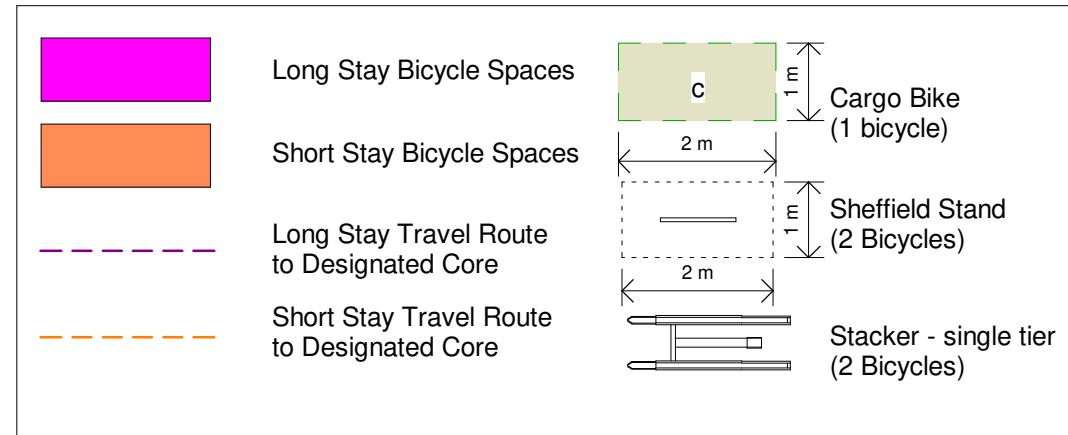 Long Stay Bicycle Spaces
Short Stay Bicycle Spaces
Long Stay Travel Route
to Designated Core
Short Stay Travel Route
to Designated Core
c
1 m
2 m
Cargo Bike
(1 bicycle)
1 m
2 m
Sheffield Stand
(2 Bicycles)
Stacker - single tier
(2 Bicycles)